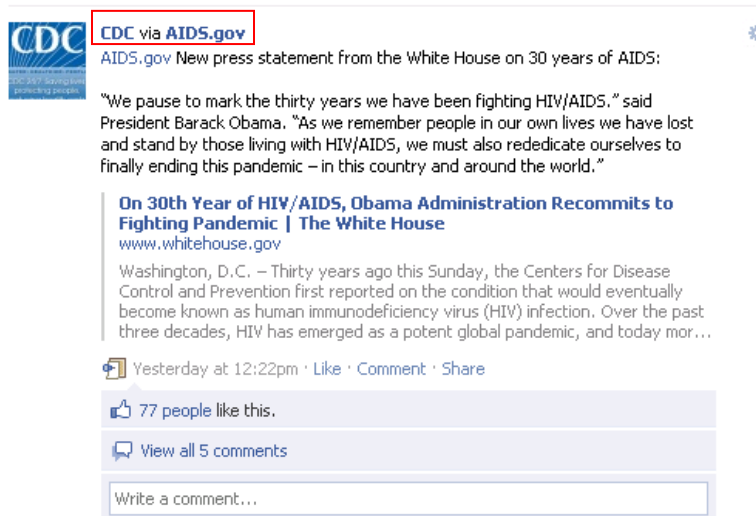 CDC
CDC 24/7 Saving lives
protecting people,
CDC via AIDS.gov
AIDS.gov New press statement from the White House on 30 years of AIDS:
“We pause to mark the thirty years we have been fighting HIV/AIDS.” said
President Barack Obama. “As we remember people in our own lives we have lost
and stand by those living with HIV/AIDS, we must also rededicate ourselves to
finally ending this pandemic – in this country and around the world.”
On 30th Year of HIV/AIDS, Obama Administration Recommits to
Fighting Pandemic | The White House
www.whitehouse.gov
Washington, D.C. – Thirty years ago this Sunday, the Centers for Disease
Control and Prevention first reported on the condition that would eventually
become known as human immunodeficiency virus (HIV) infection. Over the past
three decades, HIV has emerged as a potent global pandemic, and today mor...
Yesterday at 12:22pm · Like · Comment · Share
77 people like this.
View all 5 comments
Write a comment...